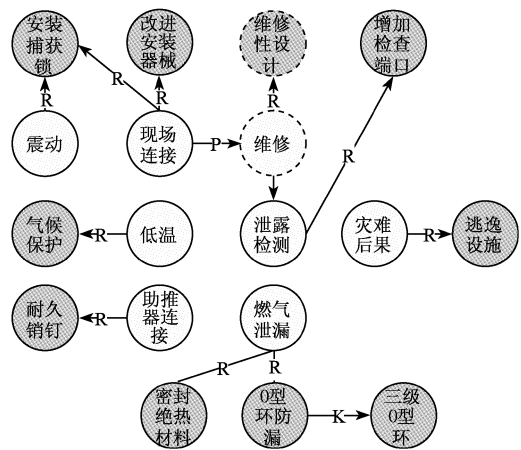 安装
捕获
锁
改进
安装
器械
维修
性设
计
增加
检查
端口
R
R
R
R
震动
现场
连接
P
维修
R
气候
保护
R
低温
泄露
检测
灾难
后果
R
逃逸
设施
耐久
销钉
R
助推
器连
接
燃气
泄漏
R
R
密封
绝热
材料
O型
环防
漏
K
三级
O型
环